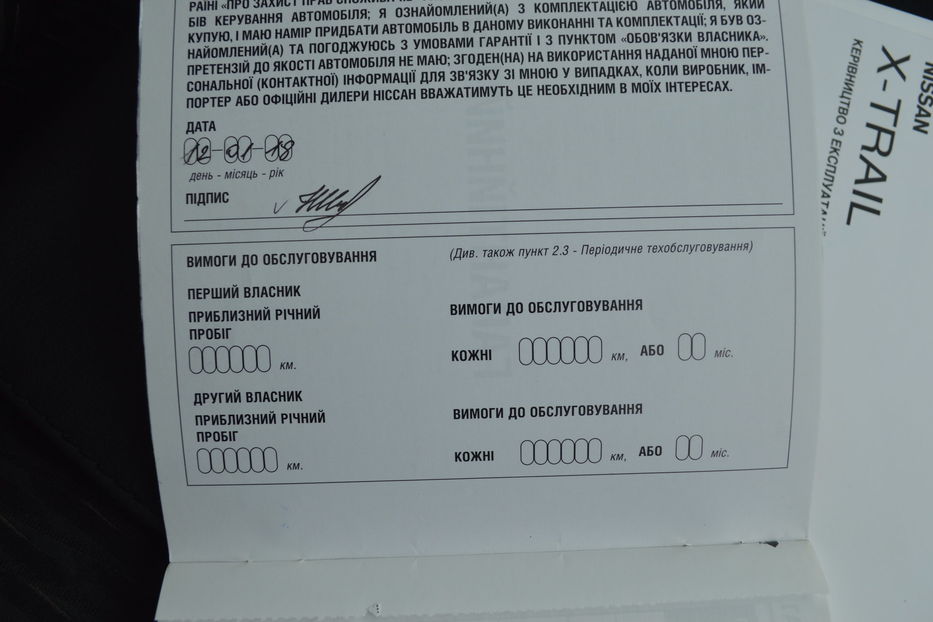 РАЇНІ «ПРО ЗАХИСТ ПРАВ
БІВ КЕРУВАННЯ АВТОМОБІЛЯ; Я ОЗНАЙОМЛЕНИЙ(А) З КОМПЛЕКТАЦІЄЮ АВТОМОБІЛЯ, ЯКИЙ
КУПУЮ, І МАЮ НАМІР ПРИДБАТИ АВТОМОБІЛЬ В ДАНОМУ ВИКОНАННІ ТА КОМПЛЕКТАЦІЇ; Я БУВ ОЗ-
НАЙОМЛЕНИЙ(А) ТА ПОГОДЖУЮСЬ З УМОВАМИ ГАРАНТІЇ І З ПУНКТОМ «ОБОВ'ЯЗКИ ВЛАСНИКА».
ПРЕТЕНЗІЙ ДО ЯКОСТІ АВТОМОБІЛЯ НЕ МАЮ; ЗГОДЕН(НА) НА ВИКОРИСТАННЯ НАДАНОЇ МНОЮ ПЕР-
СОНАЛЬНОЇ (КОНТАКТНОЇ) ІНФОРМАЦІЇ ДЛЯ ЗВ'ЯЗКУ ЗІ МНОЮ У ВИПАДКАХ, КОЛИ ВИРОБНИК, ІМ-
ПОРТЕР АБО ОФІЦІЙНІ ДИЛЕРИ НІССАН ВВАЖАТИМУТЬ ЦЕ НЕОБХІДНИМ В МОЇХ ІНТЕРЕСАХ.
ДАТА
12-01-18
день - місяць - рік
ПІДПИС
ВИМОГИ ДО ОБСЛУГОВУВАННЯ
(Див. також пункт 2.3 - Періодичне техобслуговування)
ПЕРШИЙ ВЛАСНИК
ПРИБЛИЗНИЙ РІЧНИЙ
ПРОБІГ
км.
ВИМОГИ ДО ОБСЛУГОВУВАННЯ
КОЖНІ км, АБО міс.
ДРУГИЙ ВЛАСНИК
ПРИБЛИЗНИЙ РІЧНИЙ
ПРОБІГ
км.
ВИМОГИ ДО ОБСЛУГОВУВАННЯ
КОЖНІ км, АБО міс.
NISSAN
X-TRAIL
КЕРІВНИЦТВО З ЕКСПЛУАТАЦІЇ